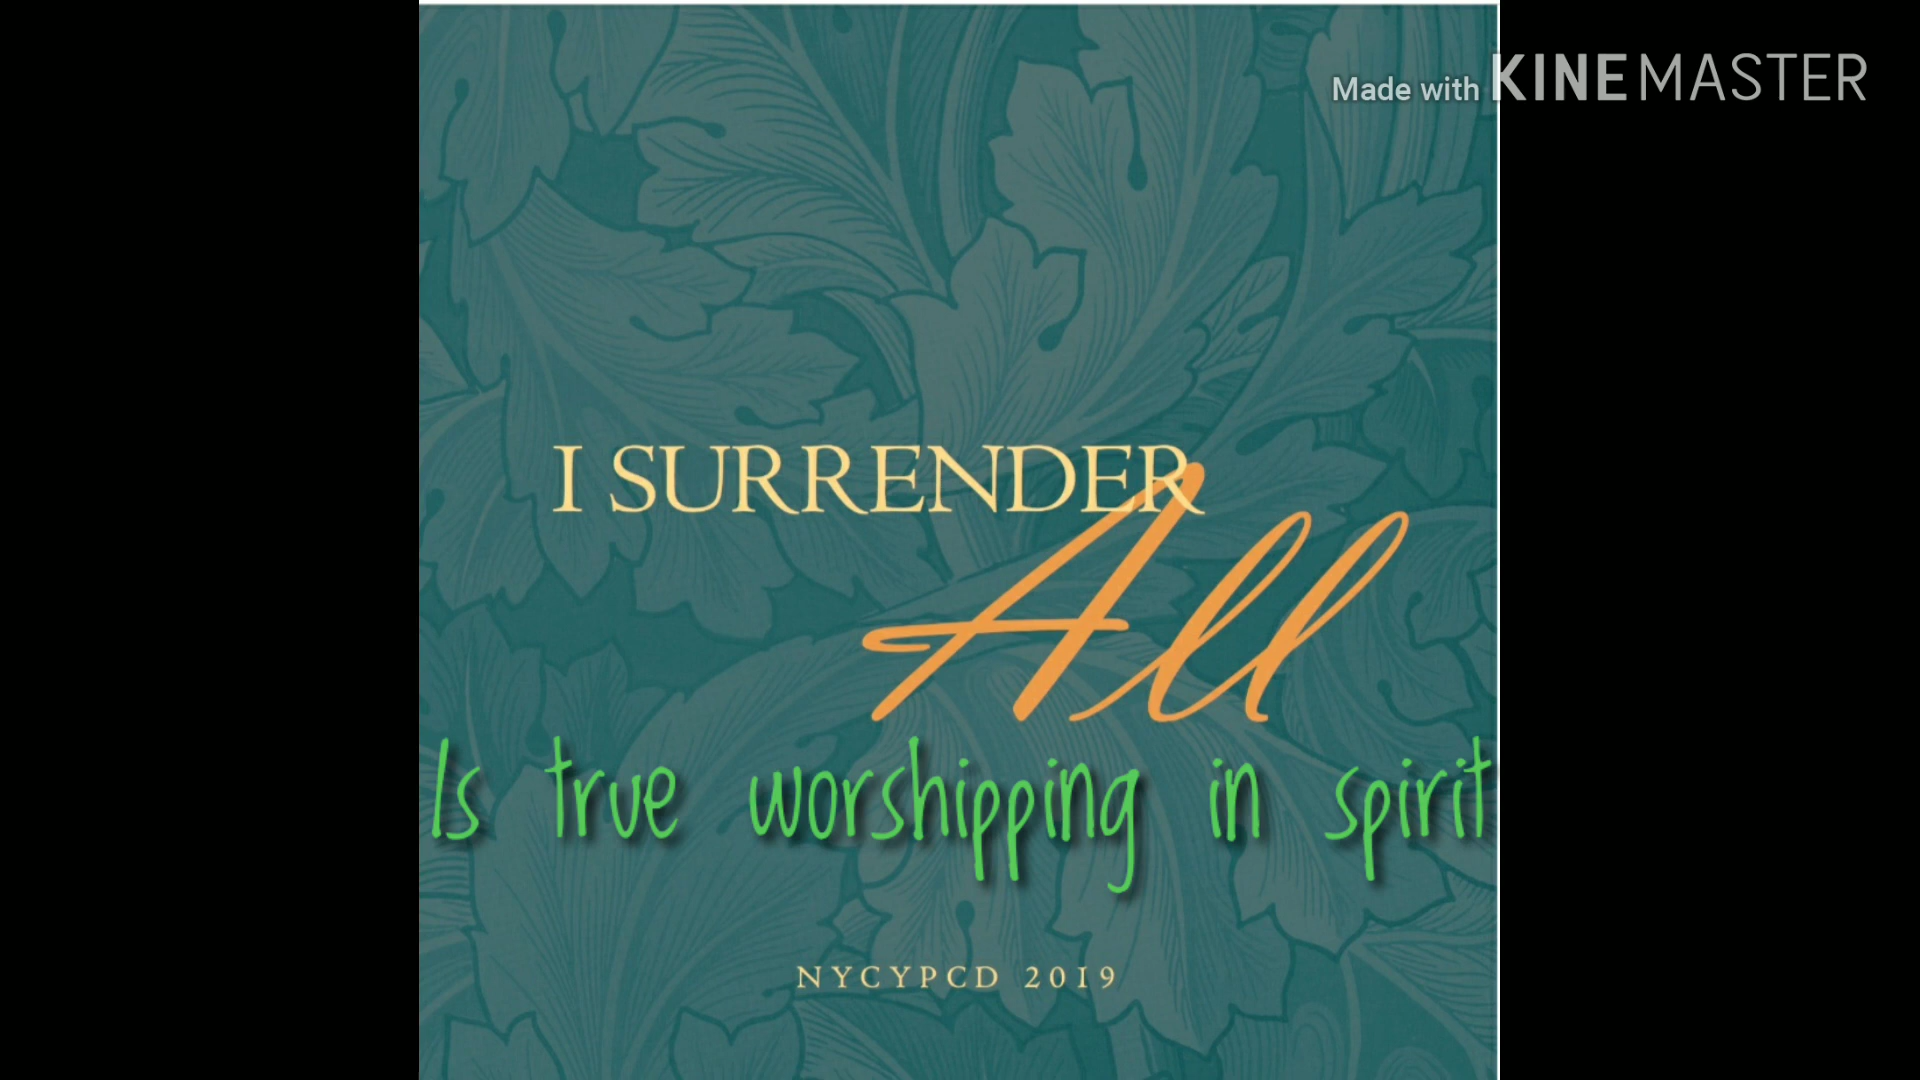 Made with KINEMASTER
I SURRENDER
All
Is true worshipping in spirit
NYCYPCD 2019